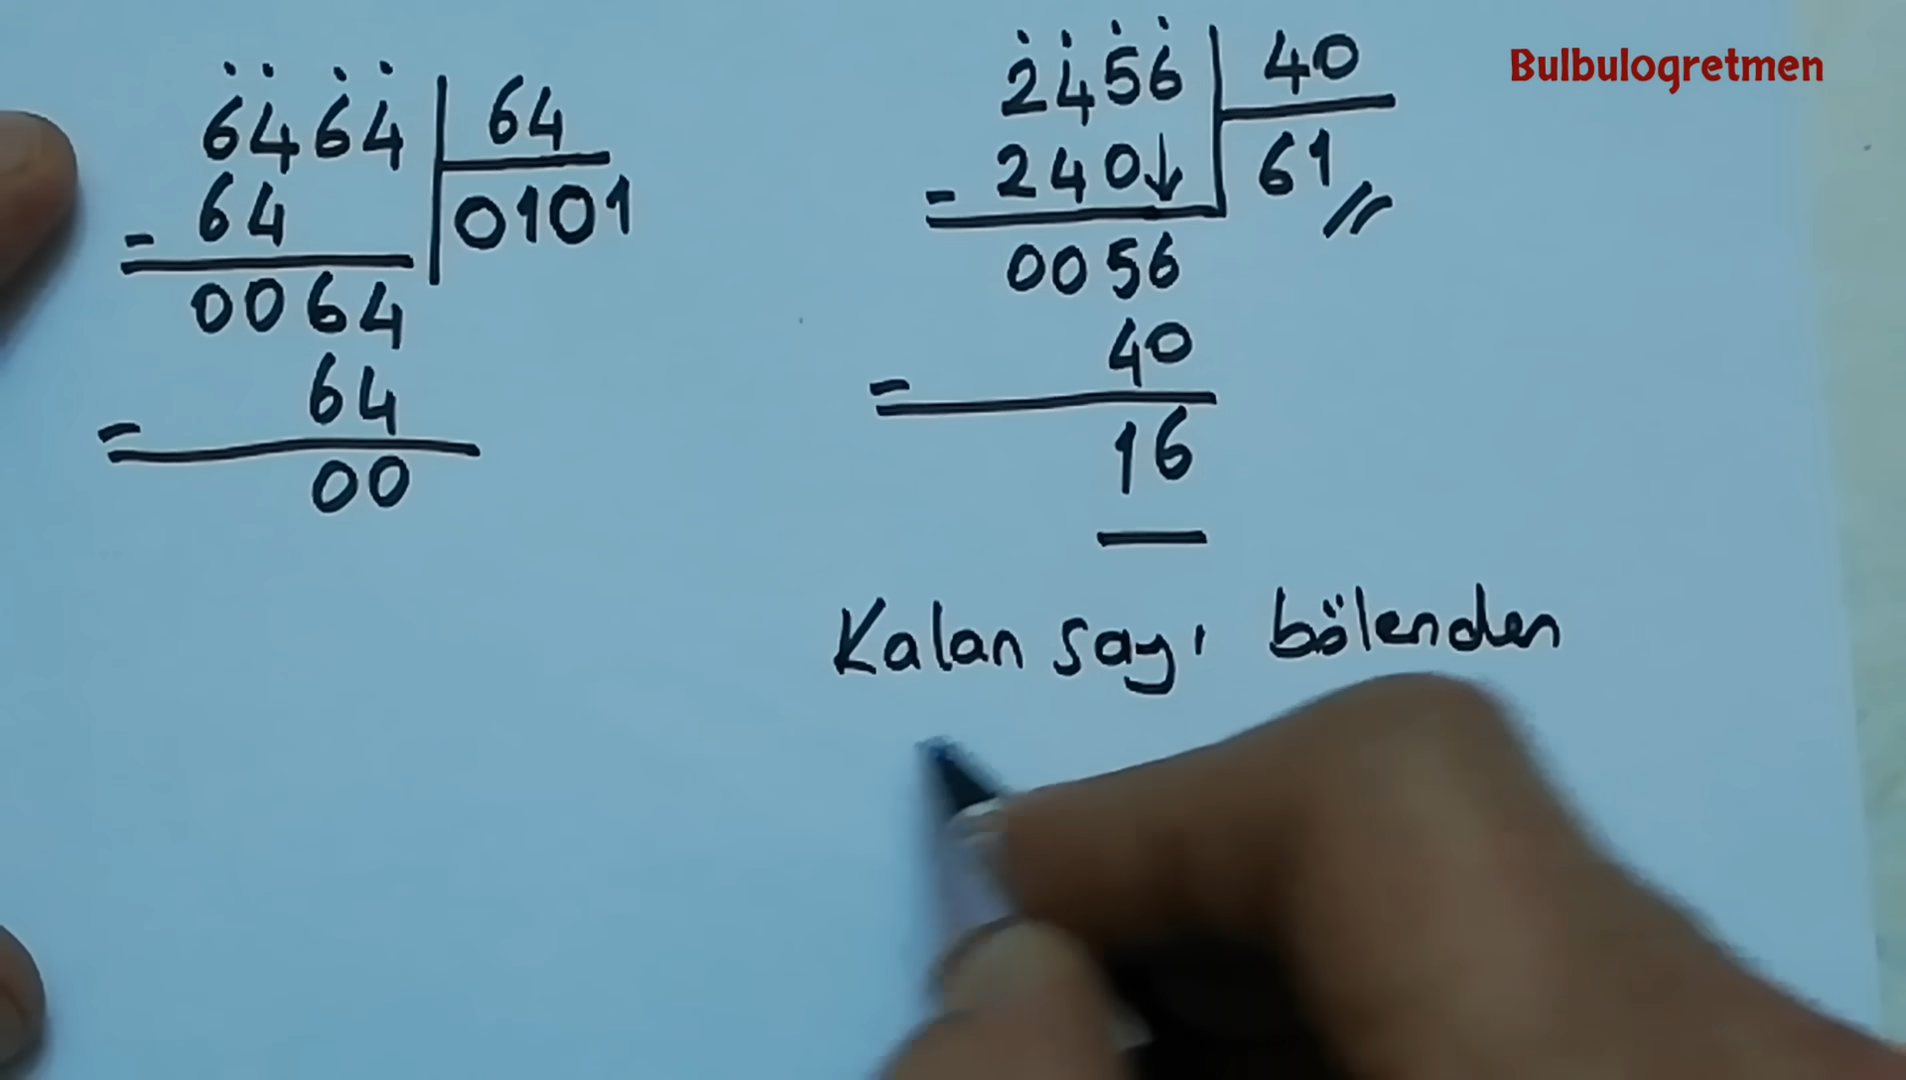 6464 | 64
- 64 | 0101
0064
- 64
00
2456 | 40
- 240↓ | 61 //
0056
- 40
16
Kalan sayı bölenden
Bulbulogretmen